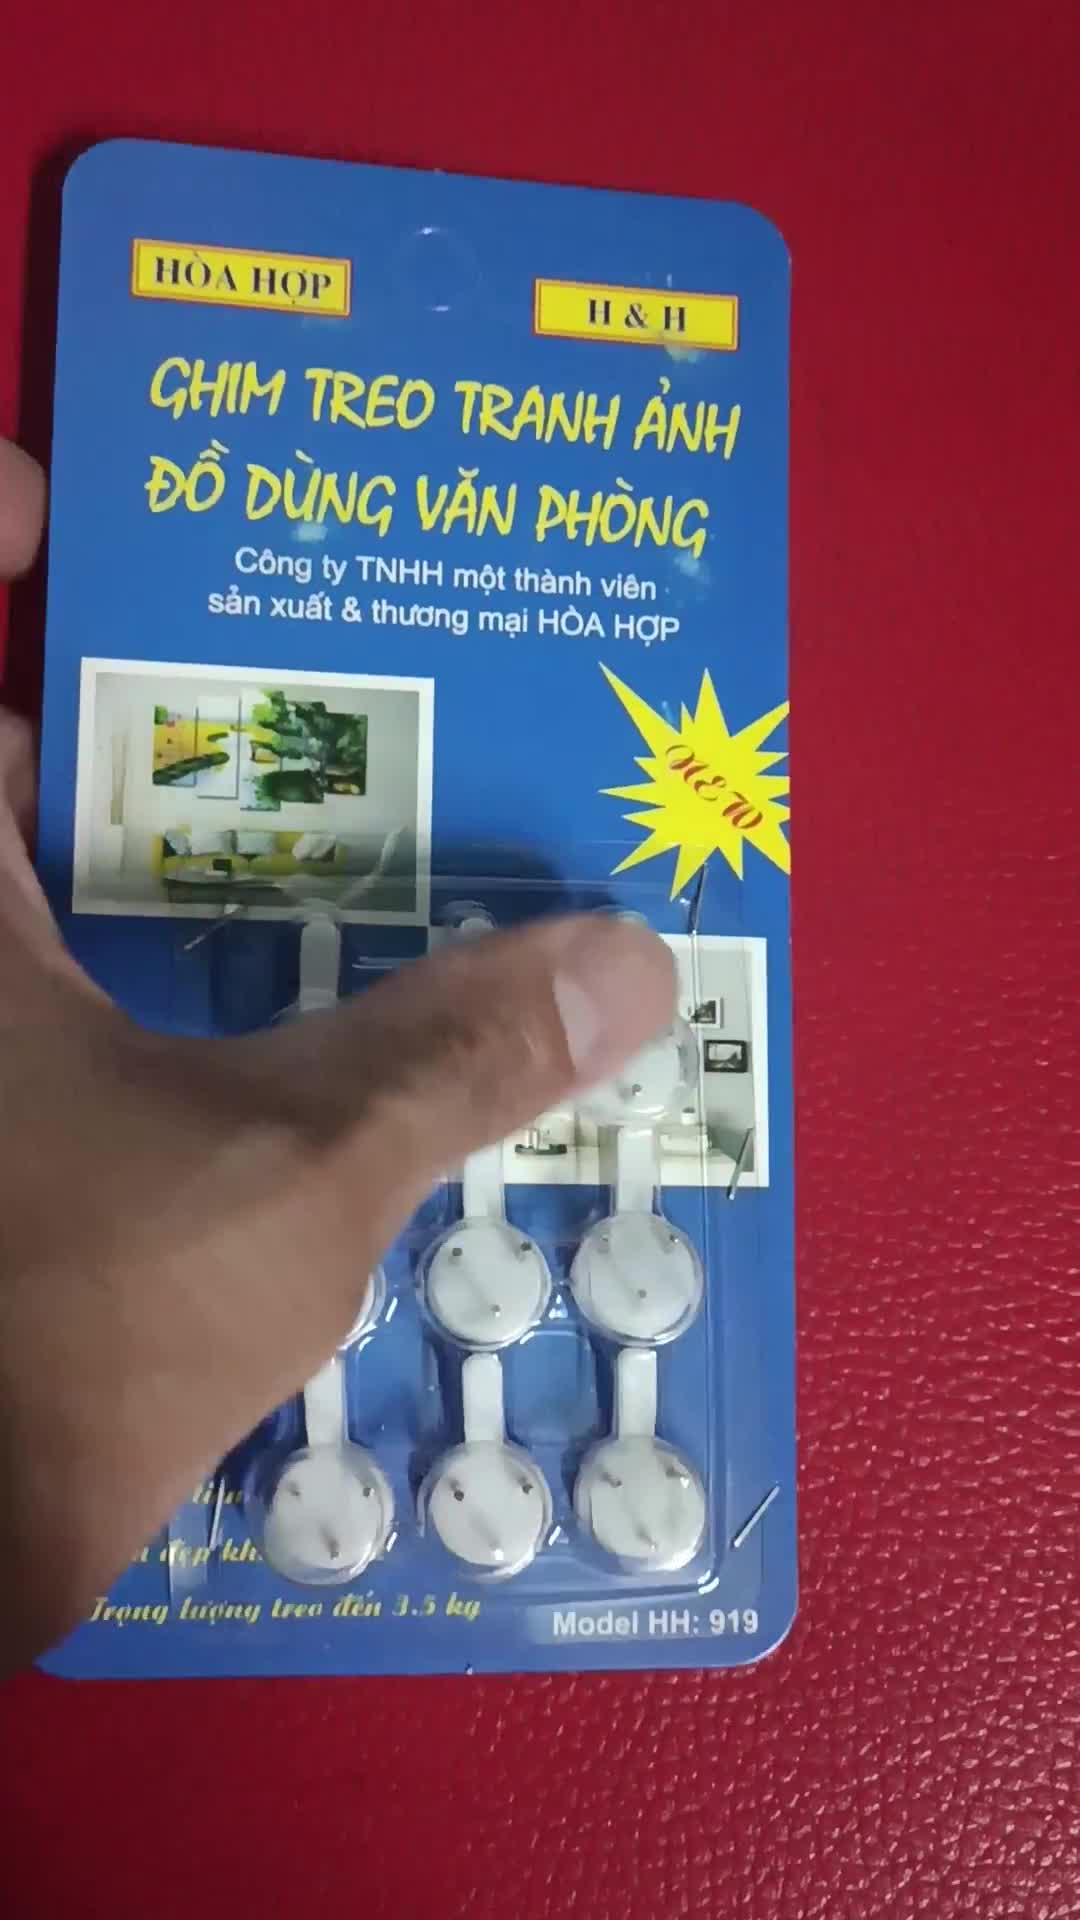 HÒA HỢP
H & H
GHIM TREO TRANH ẢNH
ĐỒ DÙNG VĂN PHÒNG
Công ty TNHH một thành viên
sản xuất & thương mại HÒA HỢP
NEW
đẹp
Trọng lượng treo đến 3.5 kg
Model HH: 919